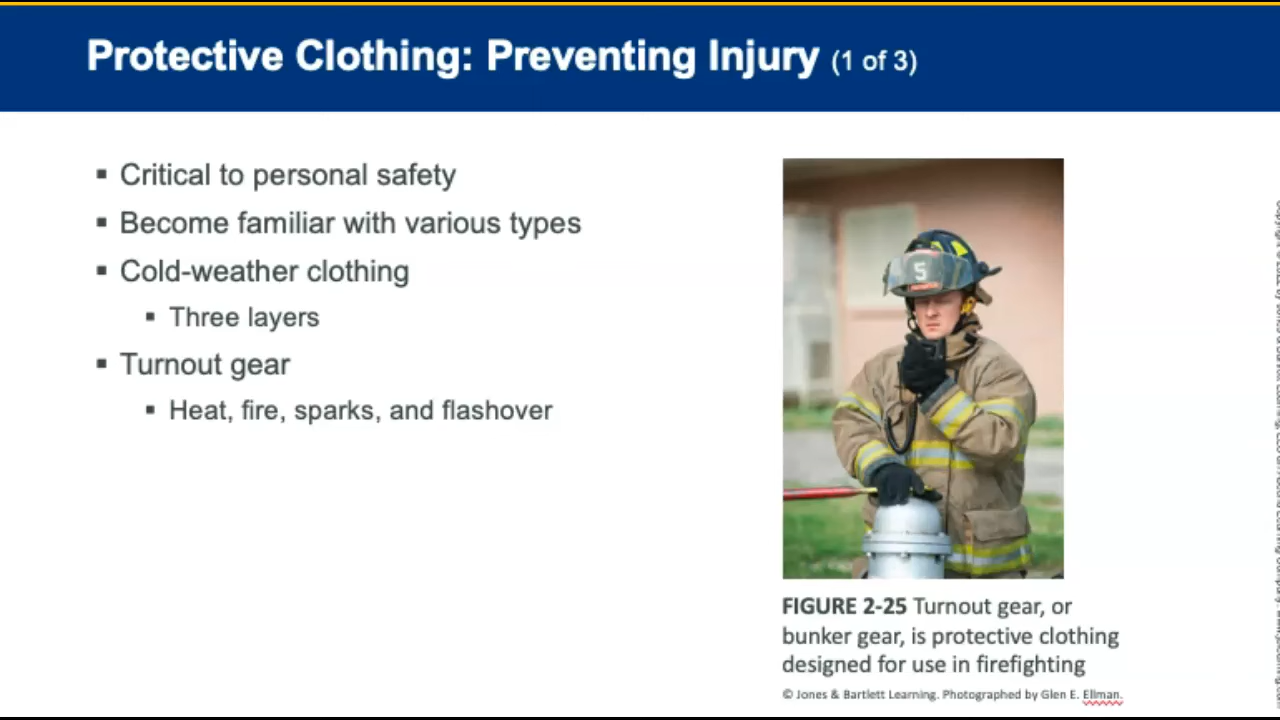 Protective Clothing: Preventing Injury (1 of 3)
▪ Critical to personal safety
▪ Become familiar with various types
▪ Cold-weather clothing
▪ Three layers
▪ Turnout gear
▪ Heat, fire, sparks, and flashover
5
FIGURE 2-25 Turnout gear, or
bunker gear, is protective clothing
designed for use in firefighting
© Jones & Bartlett Learning. Photographed by Glen E. Ellman.